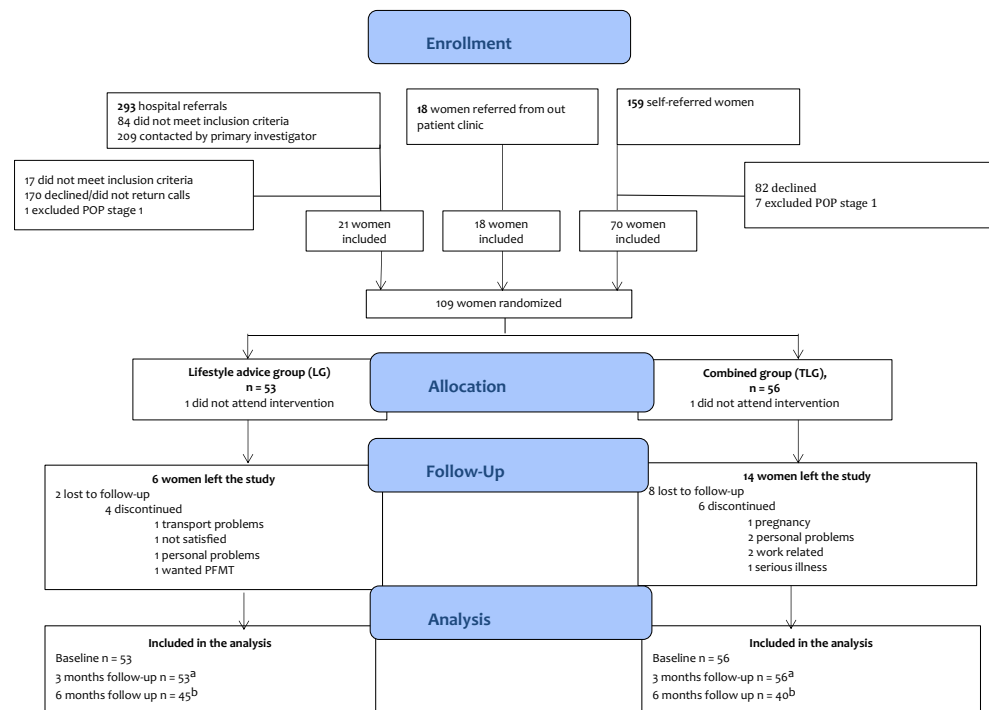 Enrollment
293 hospital referrals
84 did not meet inclusion criteria
209 contacted by primary investigator
18 women referred from out
patient clinic
159 self-referred women
17 did not meet inclusion criteria
170 declined/did not return calls
1 excluded POP stage 1
82 declined
7 excluded POP stage 1
21 women
included
18 women
included
70 women
included
109 women randomized
Lifestyle advice group (LG)
n = 53
1 did not attend intervention
Allocation
Combined group (TLG),
n = 56
1 did not attend intervention
Follow-Up
6 women left the study
2 lost to follow-up
4 discontinued
1 transport problems
1 not satisfied
1 personal problems
1 wanted PFMT
14 women left the study
8 lost to follow-up
6 discontinued
1 pregnancy
2 personal problems
2 work related
1 serious illness
Analysis
Included in the analysis
Baseline n = 53
3 months follow-up n = 53a
6 months follow up n = 45b
Included in the analysis
Baseline n = 56
3 months follow-up n = 56a
6 months follow up n = 40b